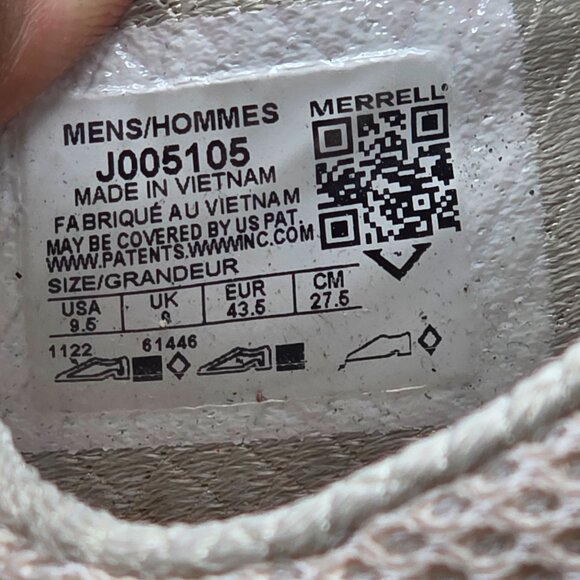 MENS/HOMMES
MERRELL®
J005105
MADE IN VIETNAM
FABRIQUÉ AU VIETNAM
MAY BE COVERED BY US PAT.
WWW.PATENTS.WWWINC.COM
SIZE/GRANDEUR
USA UK EUR CM
9.5 43.5 27.5
1122 61446